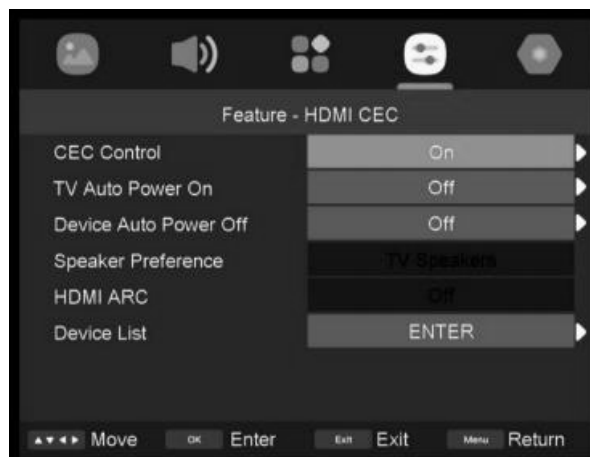 Feature - HDMI CEC
CEC Control On
TV Auto Power On Off
Device Auto Power Off Off
Speaker Preference TV Speakers
HDMI ARC Off
Device List ENTER
Move OK Enter Exit Exit Menu Return